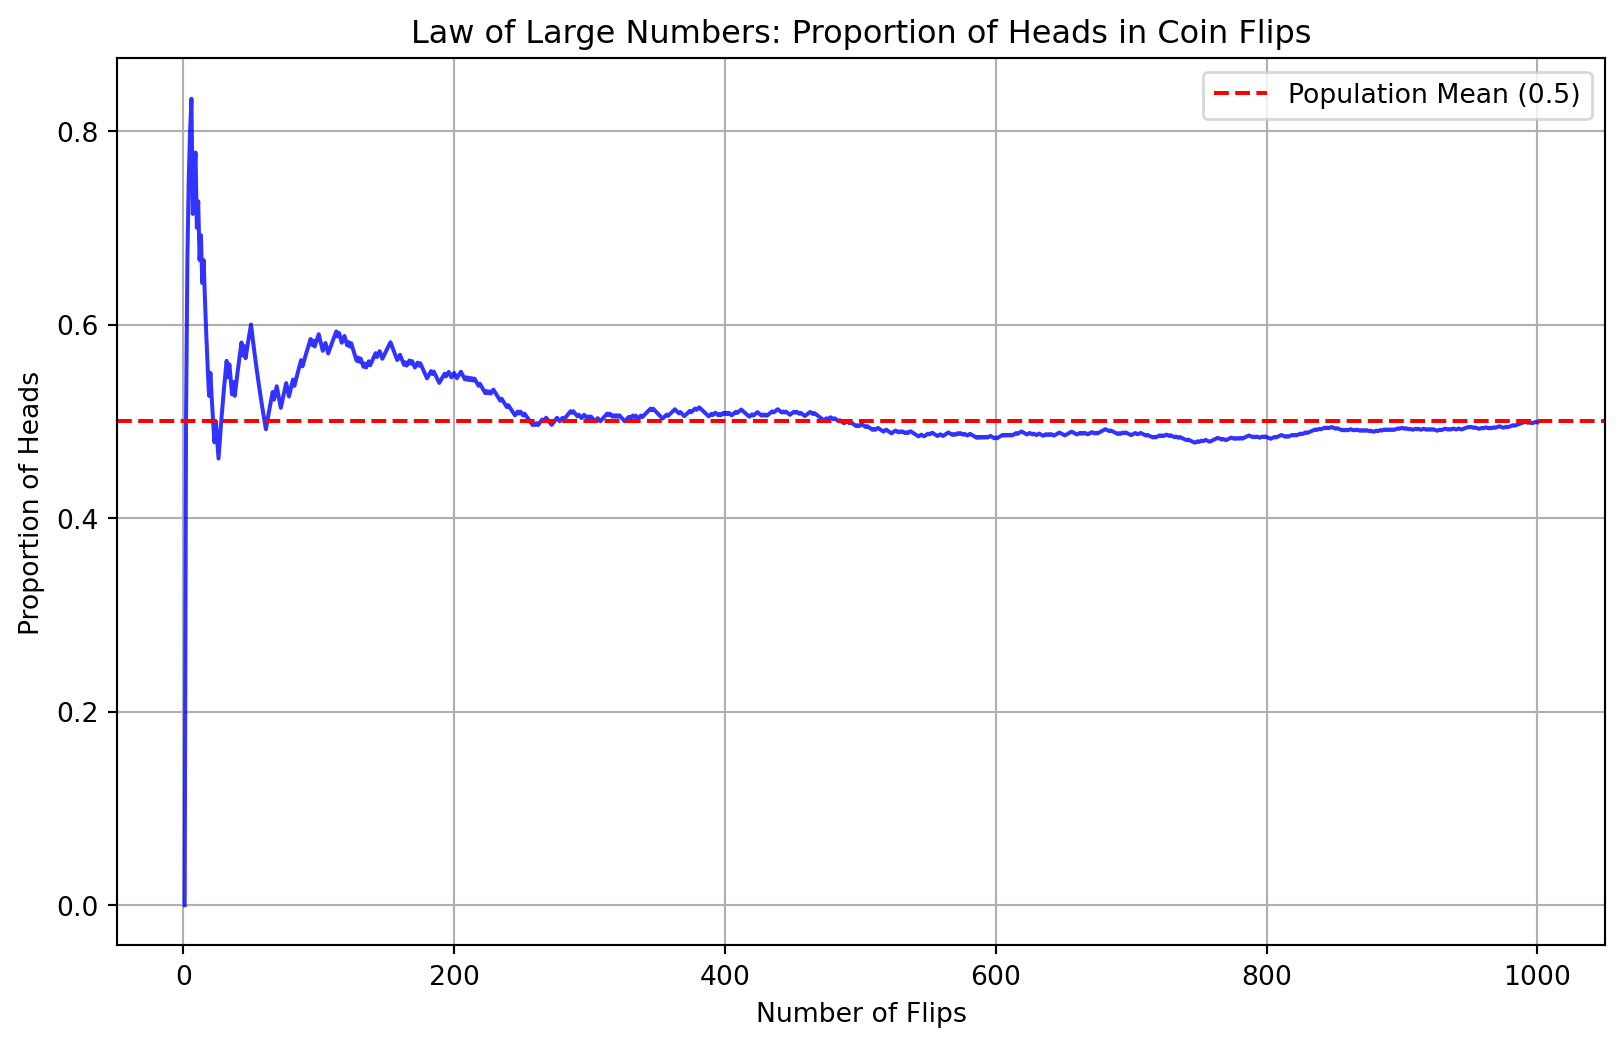 Law of Large Numbers: Proportion of Heads in Coin Flips
Population Mean (0.5)
Proportion of Heads
0.8
0.6
0.4
0.2
0.0
0 200 400 600 800 1000
Number of Flips